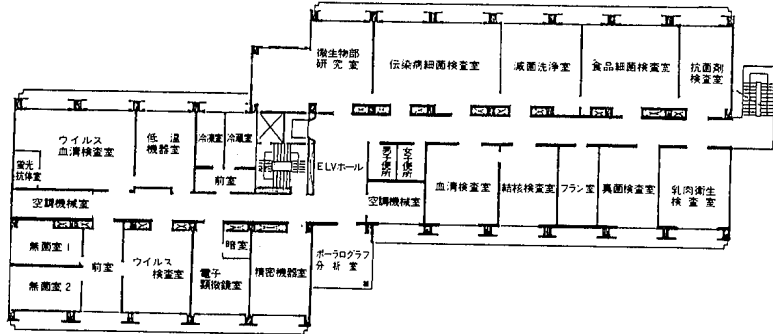 微生物部
研究室
伝染病細菌検査室
滅菌洗浄室
食品細菌検査室
抗菌剤
検査室
ウイルス
血清検査室
低温
機器室
冷凍室
冷蔵室
前室
蛍光
抗体室
空調機械室
ELVホール
男子便所
女子便所
空調機械室
血清検査室
結核検査室
フラン室
真菌検査室
乳肉衛生
検査室
無菌室1
無菌室2
前室
ウイルス
検査室
電子
顕微鏡室
暗室
精密機器室
ポーラログラフ
分析室